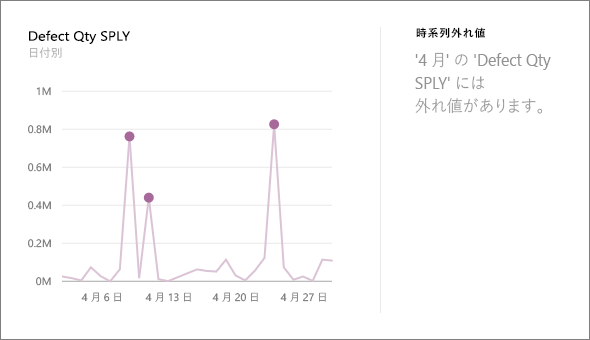 Defect Qty SPLY
日付別
1M
0.8M
0.6M
0.4M
0.2M
0M
4 月 6 日
4 月 13 日
4 月 20 日
4 月 27 日
時系列外れ値
'4 月' の 'Defect Qty
SPLY' には
外れ値があります。